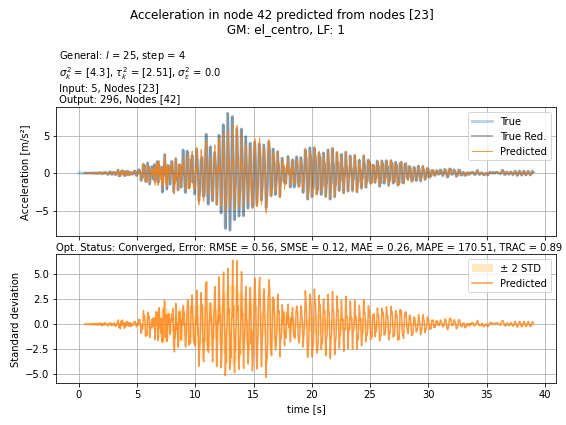 Acceleration in node 42 predicted from nodes [23]
GM: el_centro, LF: 1
General: l = 25, step = 4
σ²ₖ = [4.3], τ²ₖ = [2.51], σ²ε = 0.0
Input: 5, Nodes [23]
Output: 296, Nodes [42]
Acceleration [m/s²]
5
0
−5
True
True Red.
Predicted
Opt. Status: Converged, Error: RMSE = 0.56, SMSE = 0.12, MAE = 0.26, MAPE = 170.51, TRAC = 0.89
Standard deviation
5.0
2.5
0.0
−2.5
−5.0
± 2 STD
Predicted
0 5 10 15 20 25 30 35 40
time [s]